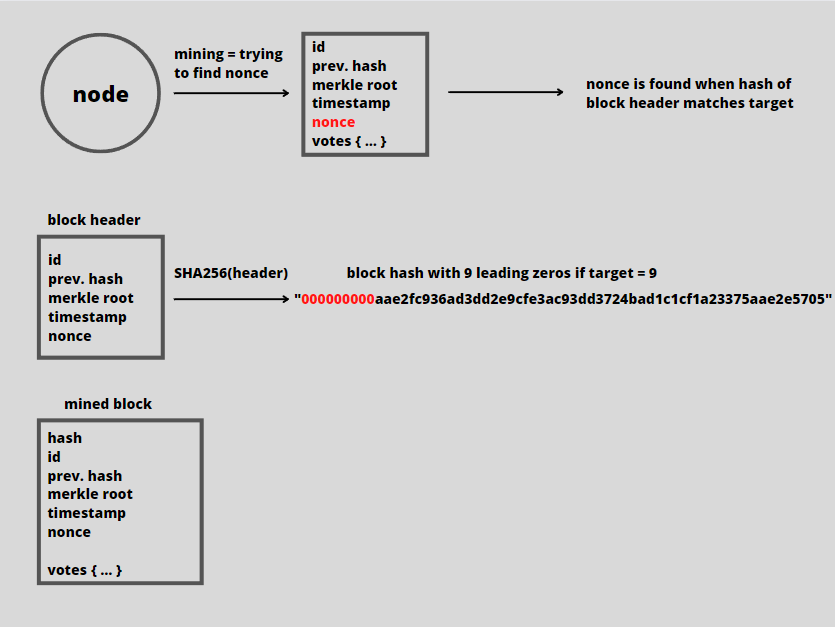 node
mining = trying
to find nonce
id
prev. hash
merkle root
timestamp
nonce
votes { ... }
nonce is found when hash of
block header matches target
block header
id
prev. hash
merkle root
timestamp
nonce
SHA256(header)
block hash with 9 leading zeros if target = 9
"000000000aae2fc936ad3dd2e9cfe3ac93dd3724bad1c1cf1a23375aae2e5705"
mined block
hash
id
prev. hash
merkle root
timestamp
nonce
votes { ... }